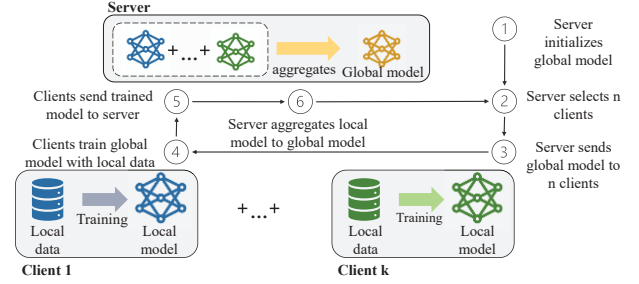 Server
+...+
aggregates
Global model
1
Server
initializes
global model
Clients send trained
model to server
5
6
2
Server selects n
clients
Server aggregates local
model to global model
Clients train global
model with local data
4
3
Server sends
global model to
n clients
Training
Local
data
Local
model
Client 1
+...+
Training
Local
data
Local
model
Client k